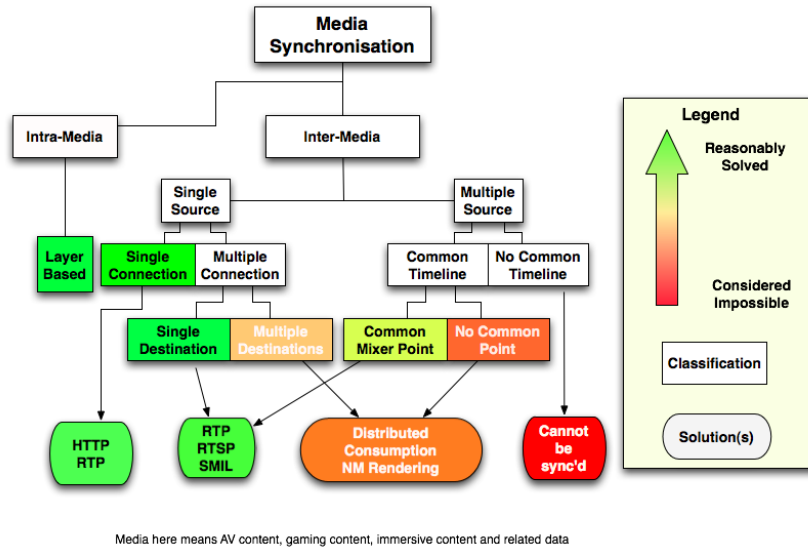 Media
Synchronisation
Intra-Media
Inter-Media
Single
Source
Multiple
Source
Layer
Based
Single
Connection
Multiple
Connection
Common
Timeline
No Common
Timeline
Single
Destination
Multiple
Destinations
Common
Mixer Point
No Common
Point
HTTP
RTP
RTP
RTSP
SMIL
Distributed
Consumption
NM Rendering
Cannot
be
sync'd
Legend
Reasonably
Solved
Considered
Impossible
Classification
Solution(s)
Media here means AV content, gaming content, immersive content and related data